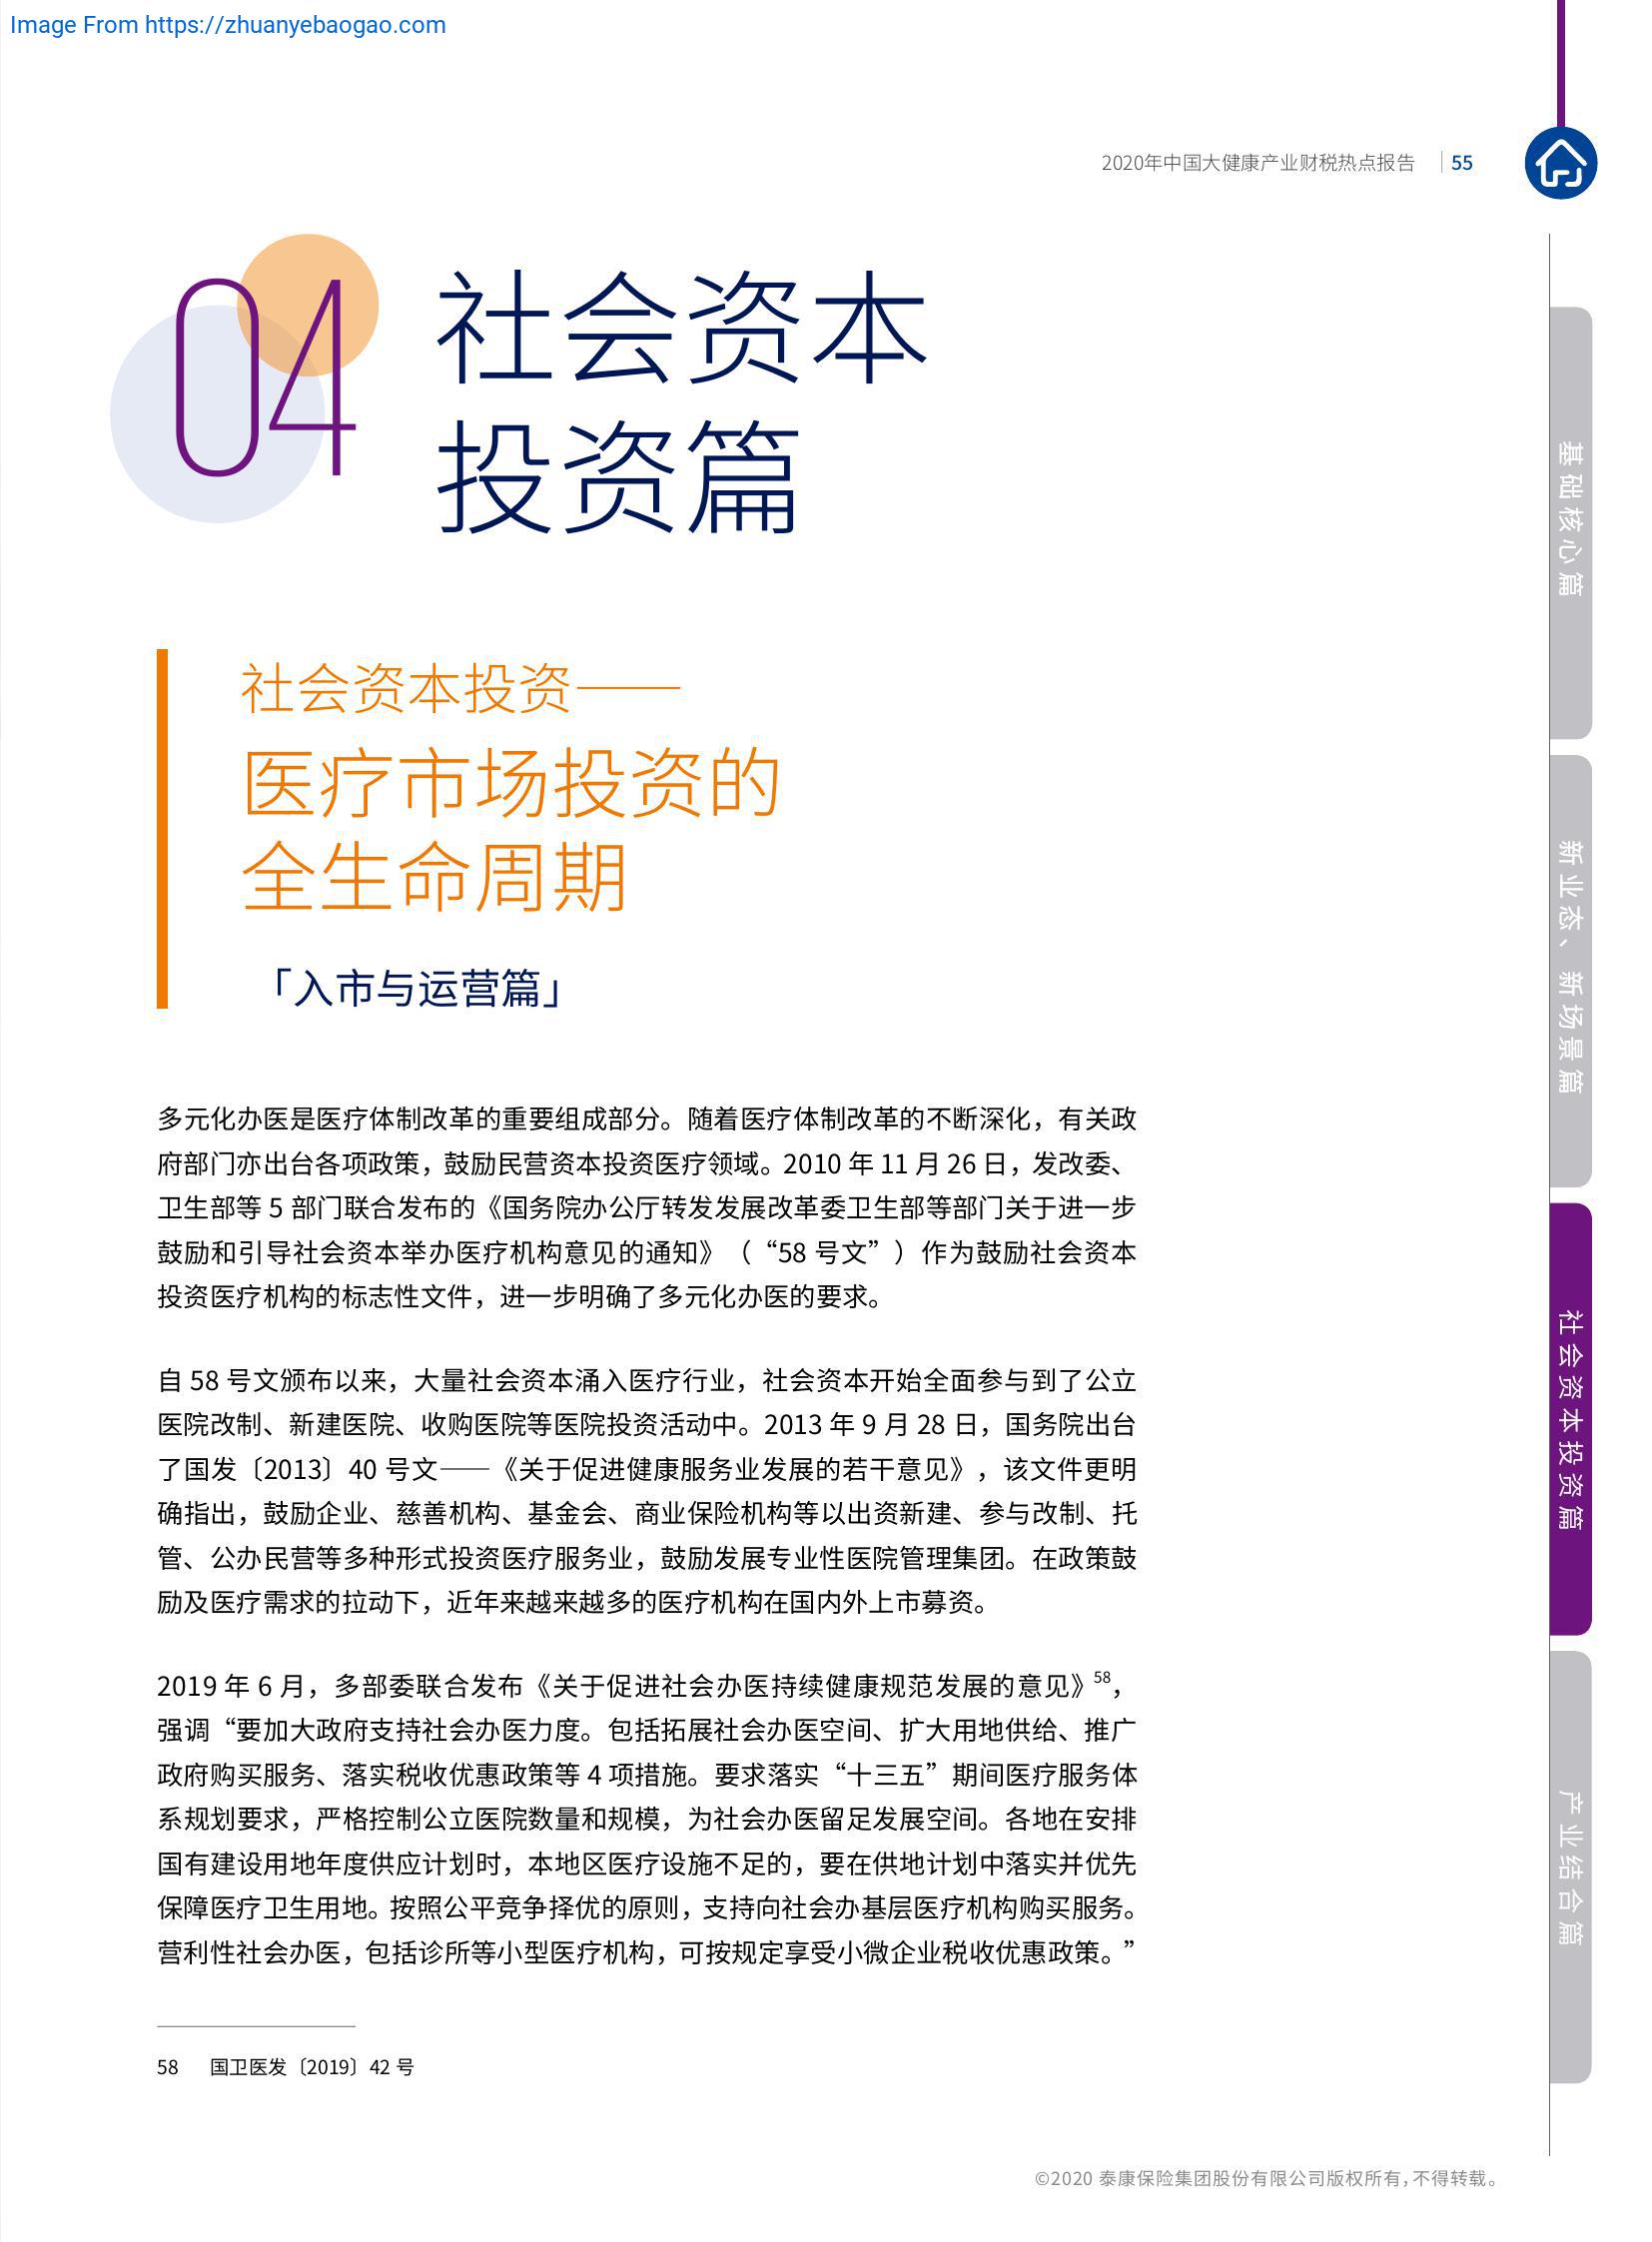 Image From https://zhuanyebaogao.com
2020年中国大健康产业财税热点报告 55
04
社会资本
投资篇
社会资本投资——
医疗市场投资的
全生命周期
「入市与运营篇」
多元化办医是医疗体制改革的重要组成部分。随着医疗体制改革的不断深化，有关政
府部门亦出台各项政策，鼓励民营资本投资医疗领域。2010 年 11 月 26 日，发改委、
卫生部等 5 部门联合发布的《国务院办公厅转发发展改革委卫生部等部门关于进一步
鼓励和引导社会资本举办医疗机构意见的通知》（“58 号文”）作为鼓励社会资本
投资医疗机构的标志性文件，进一步明确了多元化办医的要求。
自 58 号文颁布以来，大量社会资本涌入医疗行业，社会资本开始全面参与到了公立
医院改制、新建医院、收购医院等医院投资活动中。2013 年 9 月 28 日，国务院出台
了国发〔2013〕40 号文——《关于促进健康服务业发展的若干意见》，该文件更明
确指出，鼓励企业、慈善机构、基金会、商业保险机构等以出资新建、参与改制、托
管、公办民营等多种形式投资医疗服务业，鼓励发展专业性医院管理集团。在政策鼓
励及医疗需求的拉动下，近年来越来越多的医疗机构在国内外上市募资。
2019 年 6 月，多部委联合发布《关于促进社会办医持续健康规范发展的意见》58，
强调“要加大政府支持社会办医力度。包括拓展社会办医空间、扩大用地供给、推广
政府购买服务、落实税收优惠政策等 4 项措施。要求落实“十三五”期间医疗服务体
系规划要求，严格控制公立医院数量和规模，为社会办医留足发展空间。各地在安排
国有建设用地年度供应计划时，本地区医疗设施不足的，要在供地计划中落实并优先
保障医疗卫生用地。按照公平竞争择优的原则，支持向社会办基层医疗机构购买服务。
营利性社会办医，包括诊所等小型医疗机构，可按规定享受小微企业税收优惠政策。”
58 国卫医发〔2019〕42 号
©2020 泰康保险集团股份有限公司版权所有，不得转载。
基础核心篇
新业态、新场景篇
社会资本投资篇
产业结合篇